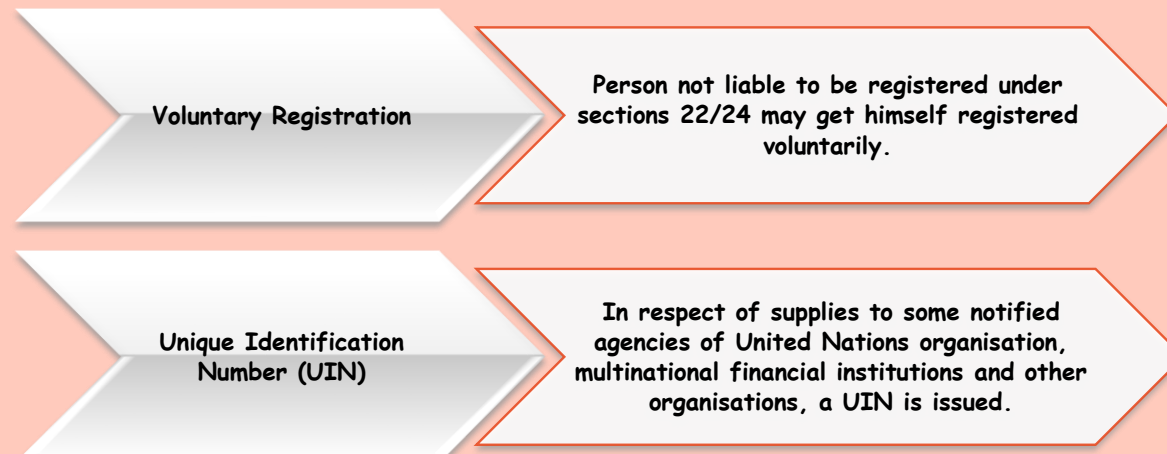 Voluntary Registration
Person not liable to be registered under
sections 22/24 may get himself registered
voluntarily.
Unique Identification
Number (UIN)
In respect of supplies to some notified
agencies of United Nations organisation,
multinational financial institutions and other
organisations, a UIN is issued.